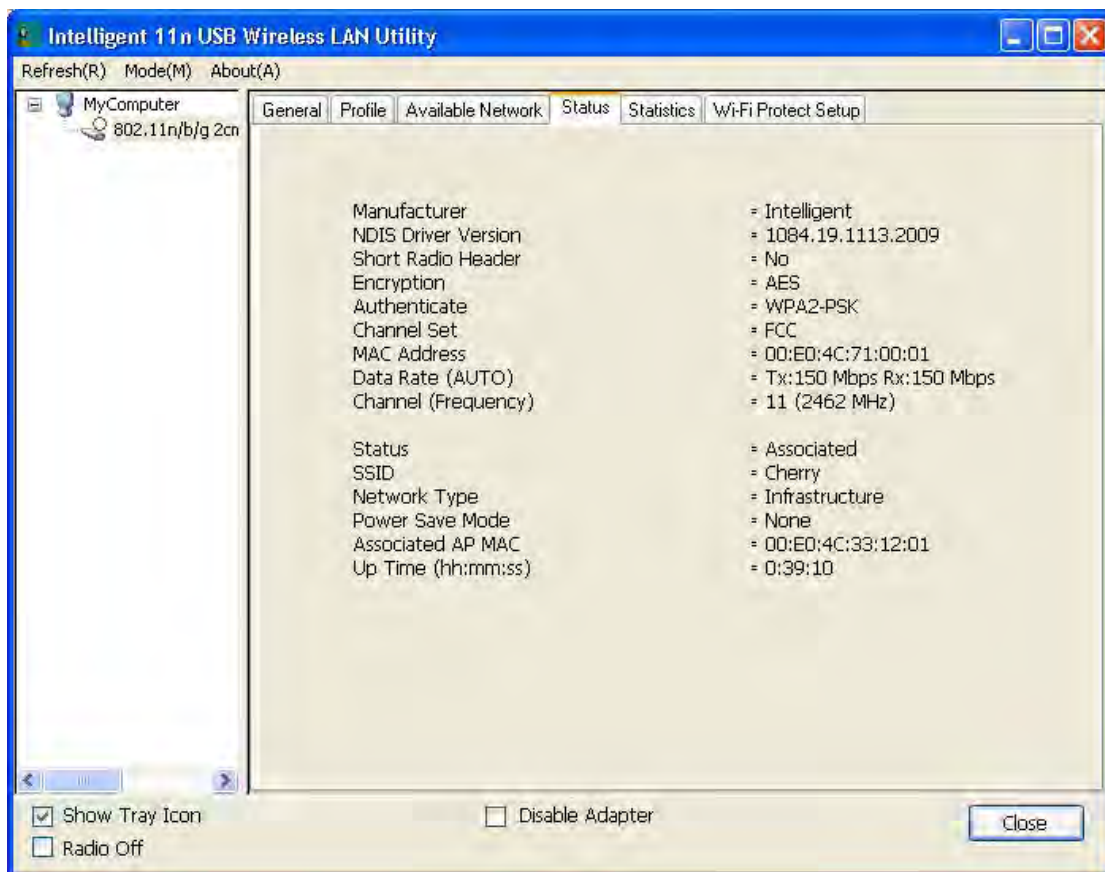 Intelligent 11n USB Wireless LAN Utility
Refresh(R) Mode(M) About(A)
MyComputer
802.11n/b/g 2cn
General Profile Available Network Status Statistics Wi-Fi Protect Setup
Manufacturer = Intelligent
NDIS Driver Version = 1084.19.1113.2009
Short Radio Header = No
Encryption = AES
Authenticate = WPA2-PSK
Channel Set = FCC
MAC Address = 00:E0:4C:71:00:01
Data Rate (AUTO) = Tx:150 Mbps Rx:150 Mbps
Channel (Frequency) = 11 (2462 MHz)
Status = Associated
SSID = Cherry
Network Type = Infrastructure
Power Save Mode = None
Associated AP MAC = 00:E0:4C:33:12:01
Up Time (hh:mm:ss) = 0:39:10
Show Tray Icon
Disable Adapter
Close
Radio Off